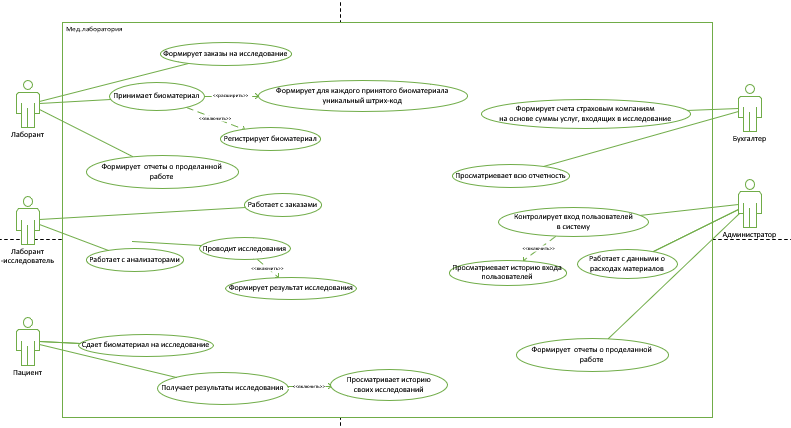 Мед.лаборатория
Формирует заказы на исследование
Принимает биоматериал
<<расширить>>
Формирует для каждого принятого биоматериала
уникальный штрих-код
<<включить>>
Регистрирует биоматериал
Лаборант
Формирует отчеты о проделанной
работе
Формирует счета страховым компаниям
на основе суммы услуг, входящих в исследование
Бухгалтер
Просматриевает всю отчетность
Работает с заказами
Контролирует вход пользователей
в систему
Администратор
Лаборант
-исследователь
Проводит исследования
Работает с анализаторами
<<включить>>
Формирует результат исследования
<<включить>>
Просматриевает историю входа
пользователей
Работает с данными о
расходах материалов
Сдает биоматериал на исследование
Пациент
Формирует отчеты о проделанной
работе
Получает результаты исследования
<<включить>>
Просматривает историю
своих исследований